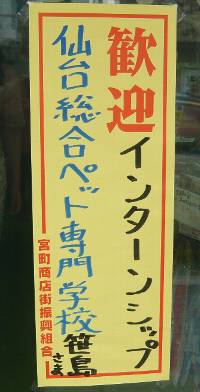 歓迎インターンシップ
仙台総合ペット専門学校
笹島さま
宮町商店街振興組合